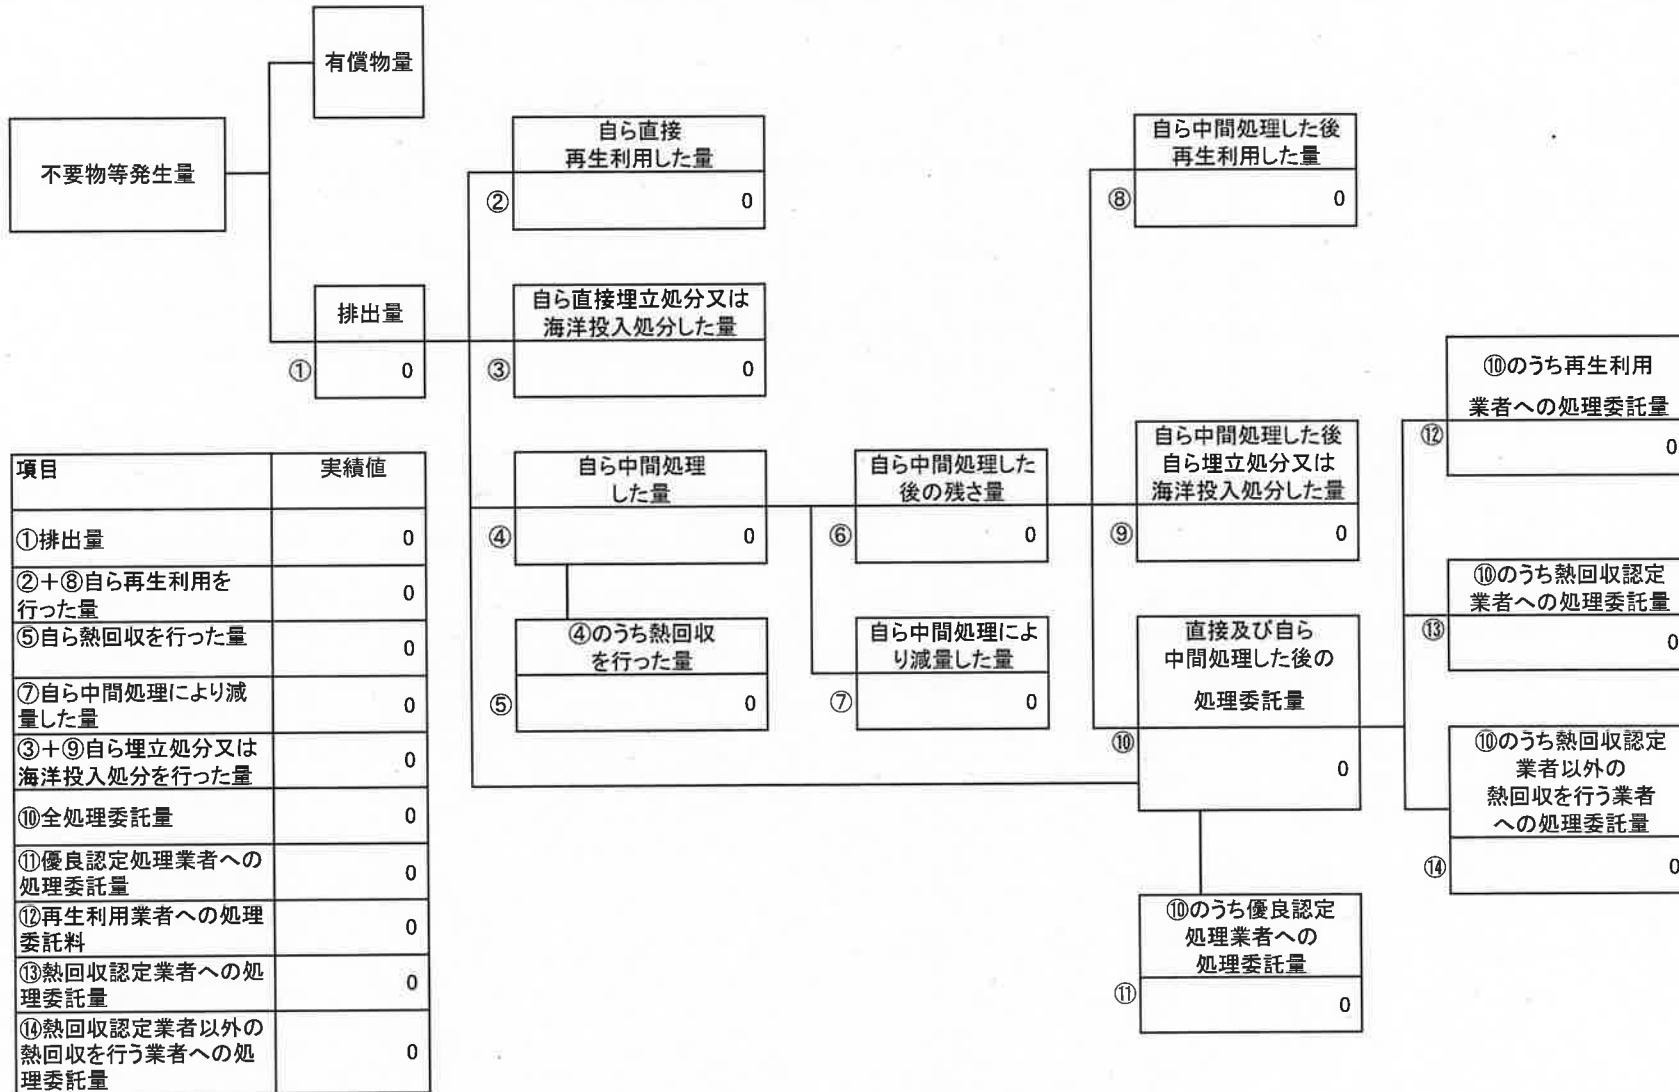 有償物量
不要物等発生量
排出量
① 0
自ら直接
再生利用した量
② 0
自ら直接埋立処分又は
海洋投入処分した量
③ 0
自ら中間処理
した量
④ 0
④のうち熱回収
を行った量
⑤ 0
自ら中間処理した
後の残さ量
⑥ 0
自ら中間処理によ
り減量した量
⑦ 0
自ら中間処理した後
再生利用した量
⑧ 0
自ら中間処理した後
自ら埋立処分又は
海洋投入処分した量
⑨ 0
直接及び自ら
中間処理した後の
処理委託量
⑩ 0
⑩のうち優良認定
処理業者への
処理委託量
⑪ 0
⑩のうち再生利用
業者への処理委託量
⑫ 0
⑩のうち熱回収認定
業者への処理委託量
⑬ 0
⑩のうち熱回収認定
業者以外の
熱回収を行う業者
への処理委託量
⑭ 0
項目 実績値
①排出量 0
②+⑧自ら再生利用を
行った量 0
⑤自ら熱回収を行った量 0
⑦自ら中間処理により減
量した量 0
③+⑨自ら埋立処分又は
海洋投入処分を行った量 0
⑩全処理委託量 0
⑪優良認定処理業者への
処理委託量 0
⑫再生利用業者への処理
委託料 0
⑬熱回収認定業者への処
理委託量 0
⑭熱回収認定業者以外の
熱回収を行う業者への処
理委託量 0